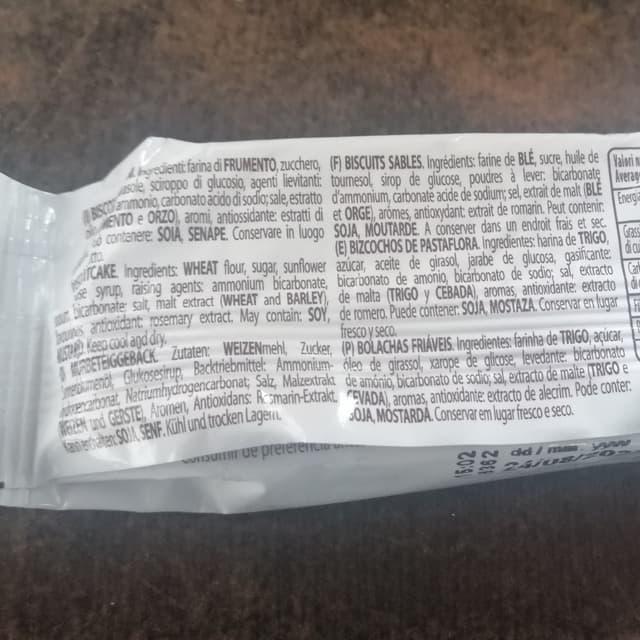 ingredienti: farina di FRUMENTO, zucchero,
sciroppo di glucosio, agenti lievitanti:
ammonio, carbonato acido di sodio; sale, estratto
e ORZO), aromi, antiossidante: estratti di
contenere: SOIA, SENAPE. Conservare in luogo
Ingredients: WHEAT flour, sugar, sunflower
syrup, raising agents: ammonium bicarbonate,
bicarbonate; salt, malt extract (WHEAT and BARLEY),
antioxidant: rosemary extract. May contain: SOY,
Keep cool and dry.
MÜRBETEIGGEBÄCK. Zutaten: WEIZENmehl, Zucker,
Glukosesirup, Backtriebmittel: Ammonium-
Natriumhydrogencarbonat; Salz, Malzextrakt
und GERSTE), Aromen, Antioxidans: Rosmarin-Extrakt.
SOJA, SENF. Kühl und trocken Lagern.
(F) BISCUITS SABLES. Ingrédients: farine de BLÉ, sucre, huile de
tournesol, sirop de glucose, poudres à lever: bicarbonate
d'ammonium, carbonate acide de sodium; sel, extrait de mali (BLÉ
et ORGE), arômes, antioxydant: extrait de romarin. Peut contenir:
SOJA, MOUTARDE. A conserver dans un endroit frais et sec.
(E) BIZCOCHOS DE PASTAFLORA. Ingredientes: harina de TRIGO,
azúcar, aceite de girasol, jarabe de glucosa, gasificante:
bicarbonato de amonio, bicarbonato de sodio; sal, extracto
de malta (TRIGO y CEBADA), aromas, antioxidante: extracto
de romero. Puede contener: SOJA, MOSTAZA. Conservar en lugar
fresco y seco.
(P) BOLACHAS FRIÁVEIS. Ingredientes: farinha de TRIGO, açúcar,
óleo de girassol, xarope de glicose, levedante: bicarbonato
de amónio, bicarbonato de sodio; sal, extracto de malte (TRIGO e
CEVADA), aromas, antioxidante: extracto de alecrim. Pode conter:
SOJA, MOSTARDA. Conservar em lugar fresco e seco.
Valori
Energia
dd / mm